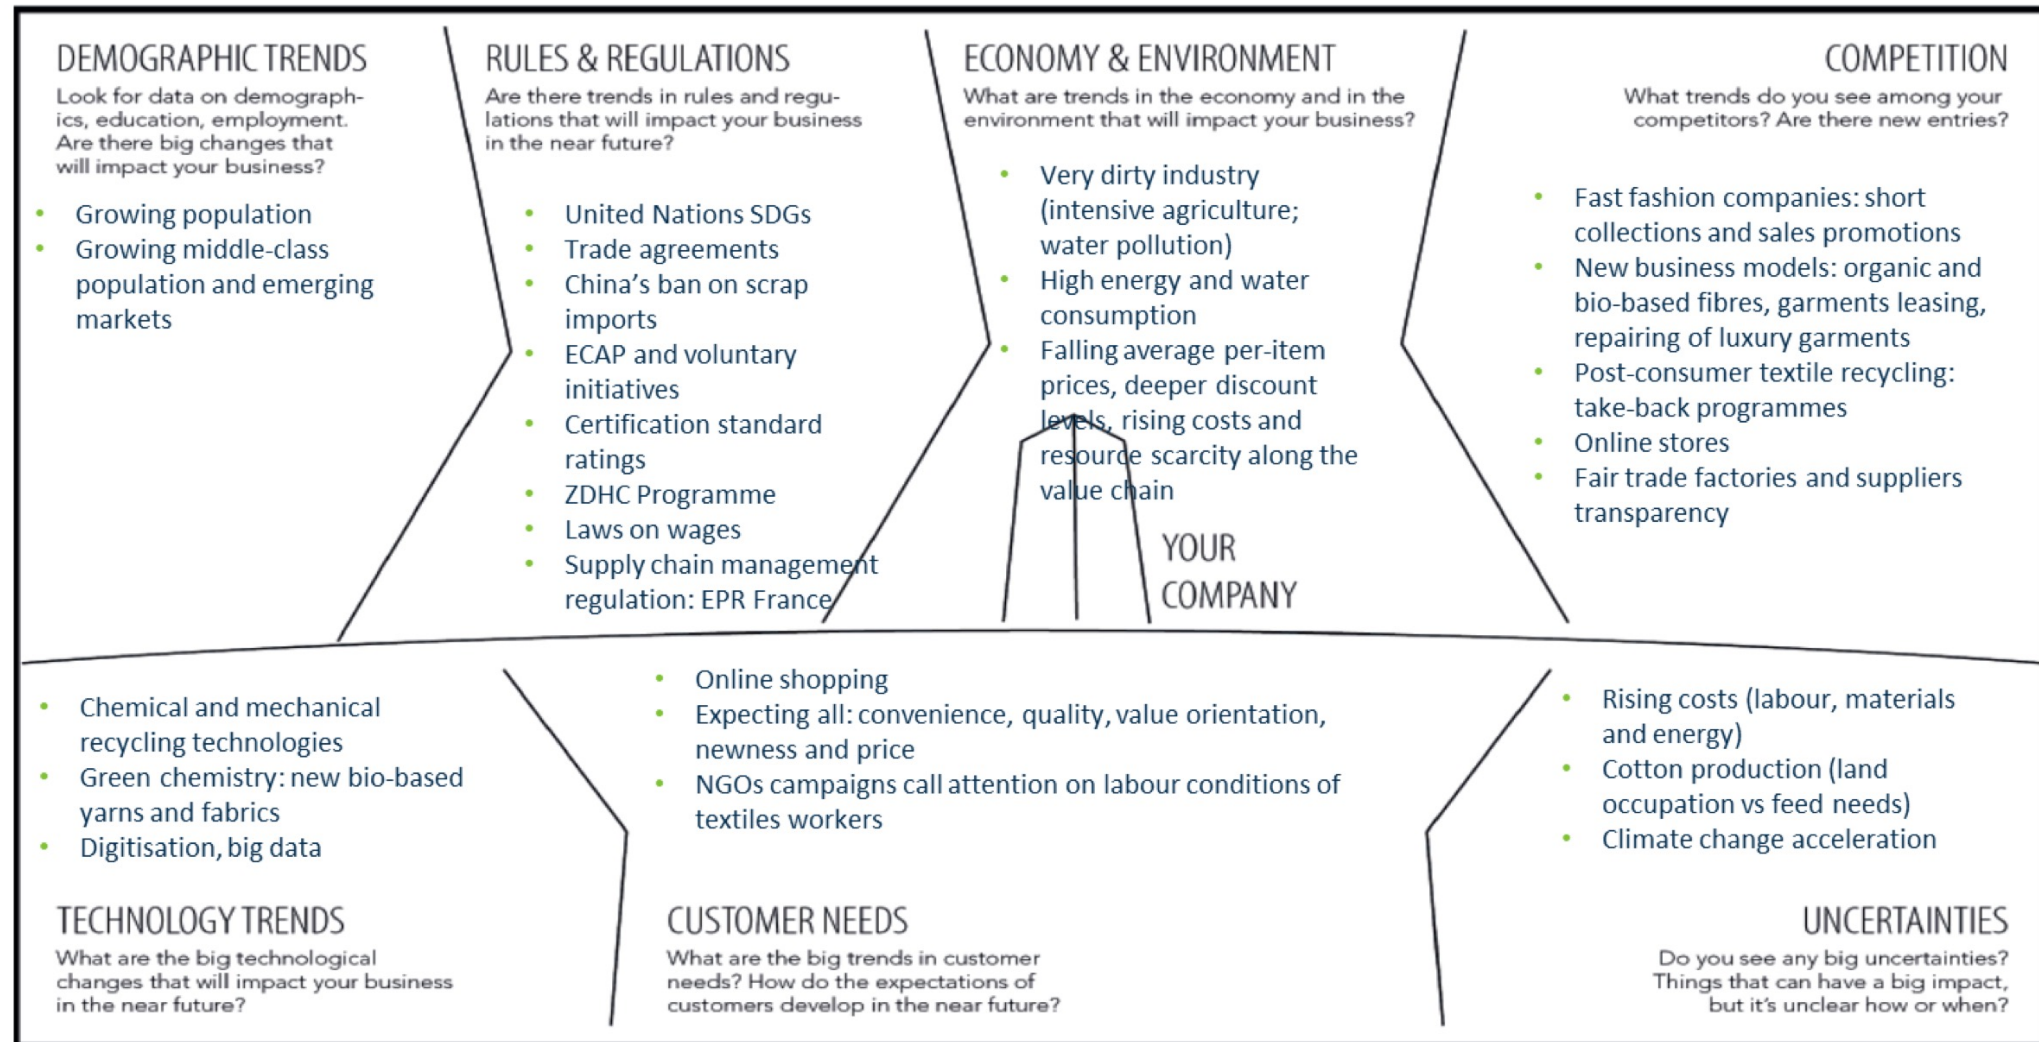 DEMOGRAPHIC TRENDS
Look for data on demograph-
ics, education, employment.
Are there big changes that
will impact your business?
• Growing population
• Growing middle-class
population and emerging
markets
RULES & REGULATIONS
Are there trends in rules and regu-
lations that will impact your business
in the near future?
• United Nations SDGs
• Trade agreements
• China's ban on scrap
imports
• ECAP and voluntary
initiatives
• Certification standard
ratings
• ZDHC Programme
• Laws on wages
• Supply chain management
regulation: EPR France
ECONOMY & ENVIRONMENT
What are trends in the economy and in the
environment that will impact your business?
• Very dirty industry
(intensive agriculture;
water pollution)
• High energy and water
consumption
• Falling average per-item
prices, deeper discount
levels, rising costs and
resource scarcity along the
value chain
YOUR
COMPANY
COMPETITION
What trends do you see among your
competitors? Are there new entries?
• Fast fashion companies: short
collections and sales promotions
• New business models: organic and
bio-based fibres, garments leasing,
repairing of luxury garments
• Post-consumer textile recycling:
take-back programmes
• Online stores
• Fair trade factories and suppliers
transparency
• Chemical and mechanical
recycling technologies
• Green chemistry: new bio-based
yarns and fabrics
• Digitisation, big data
TECHNOLOGY TRENDS
What are the big technological
changes that will impact your business
in the near future?
• Online shopping
• Expecting all: convenience, quality, value orientation,
newness and price
• NGOs campaigns call attention on labour conditions of
textiles workers
CUSTOMER NEEDS
What are the big trends in customer
needs? How do the expectations of
customers develop in the near future?
• Rising costs (labour, materials
and energy)
• Cotton production (land
occupation vs feed needs)
• Climate change acceleration
UNCERTAINTIES
Do you see any big uncertainties?
Things that can have a big impact,
but it's unclear how or when?